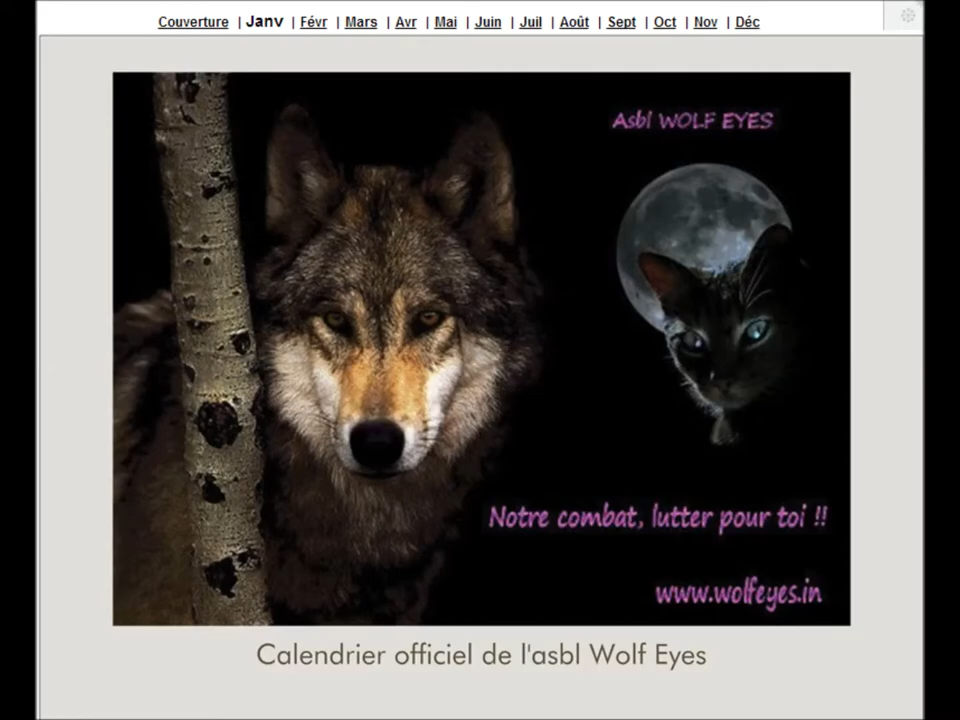 Couverture | Janv | Févr | Mars | Avr | Mai | Juin | Juil | Août | Sept | Oct | Nov | Déc
Asbl WOLF EYES
Notre combat, lutter pour toi !!
www.wolfeyes.in
Calendrier officiel de l'asbl Wolf Eyes